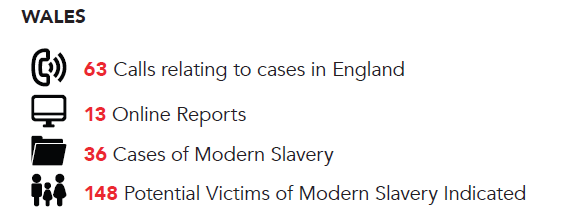 WALES
63 Calls relating to cases in England
13 Online Reports
36 Cases of Modern Slavery
148 Potential Victims of Modern Slavery Indicated